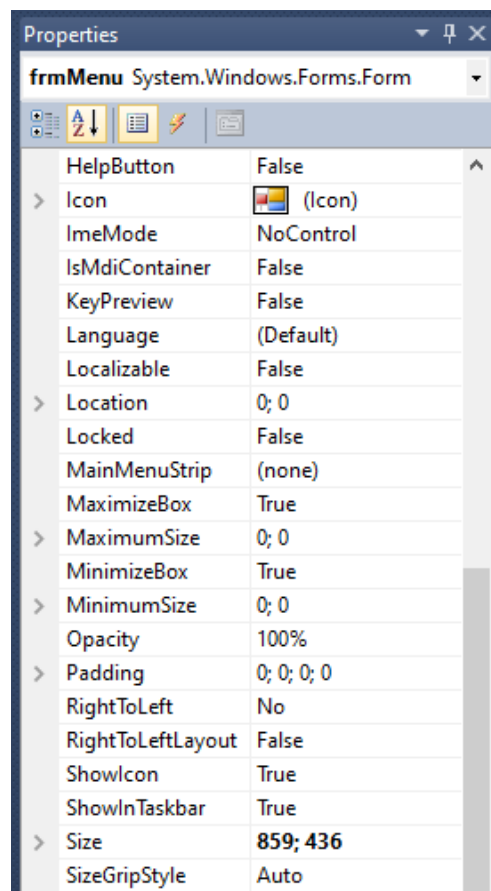 Properties
frmMenu System.Windows.Forms.Form
A Z
HelpButton False
Icon (Icon)
ImeMode NoControl
IsMdiContainer False
KeyPreview False
Language (Default)
Localizable False
Location 0; 0
Locked False
MainMenuStrip (none)
MaximizeBox True
MaximumSize 0; 0
MinimizeBox True
MinimumSize 0; 0
Opacity 100%
Padding 0; 0; 0; 0
RightToLeft No
RightToLeftLayout False
ShowIcon True
ShowInTaskbar True
Size 859; 436
SizeGripStyle Auto